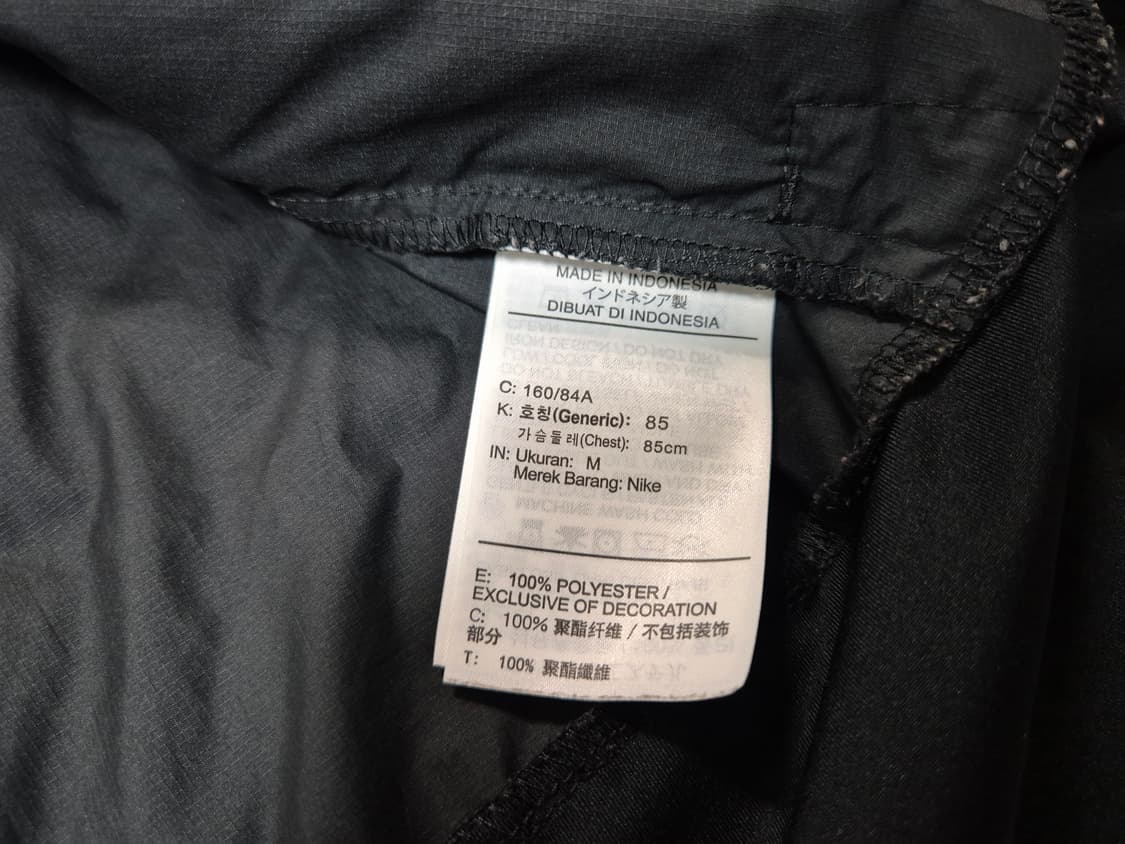 MADE IN INDONESIA
インドネシア製
DIBUAT DI INDONESIA
C: 160/84A
K: 호칭(Generic): 85
가슴둘레(Chest): 85cm
IN: Ukuran: M
Merek Barang: Nike
E: 100% POLYESTER /
EXCLUSIVE OF DECORATION
C: 100% 聚酯纤维 / 不包括装饰
部分
T: 100% 聚酯纖維